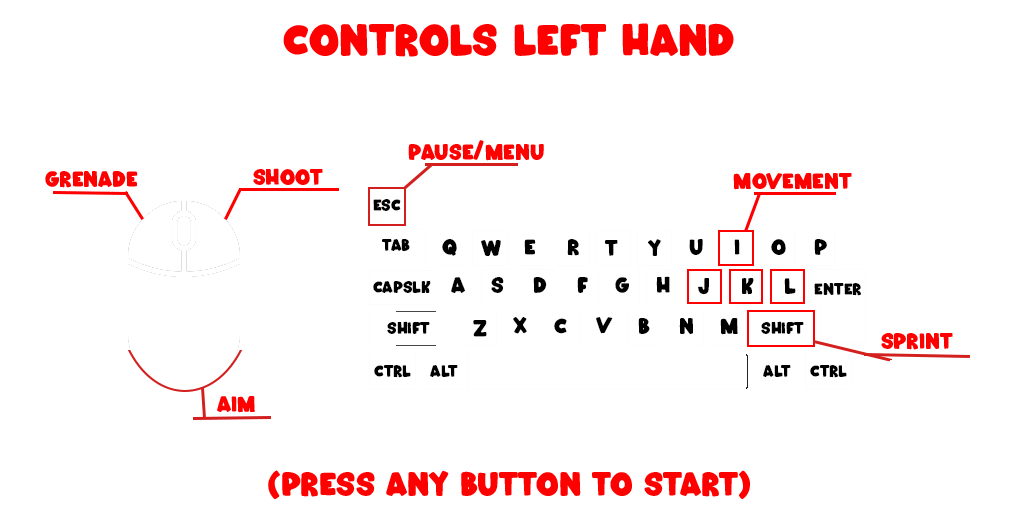 CONTROLS LEFT HAND
PAUSE/MENU
GRENADE SHOOT MOVEMENT
ESC
TAB Q W E R T Y U I O P
CAPSLK A S D F G H J K L ENTER
SHIFT Z X C V B N M SHIFT
SPRINT
CTRL ALT ALT CTRL
AIM
(PRESS ANY BUTTON TO START)